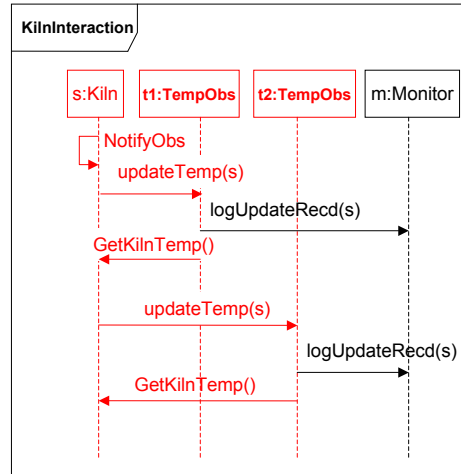 KilnInteraction
s:Kiln
t1:TempObs
t2:TempObs
m:Monitor
NotifyObs
updateTemp(s)
logUpdateRecd(s)
GetKilnTemp()
updateTemp(s)
logUpdateRecd(s)
GetKilnTemp()